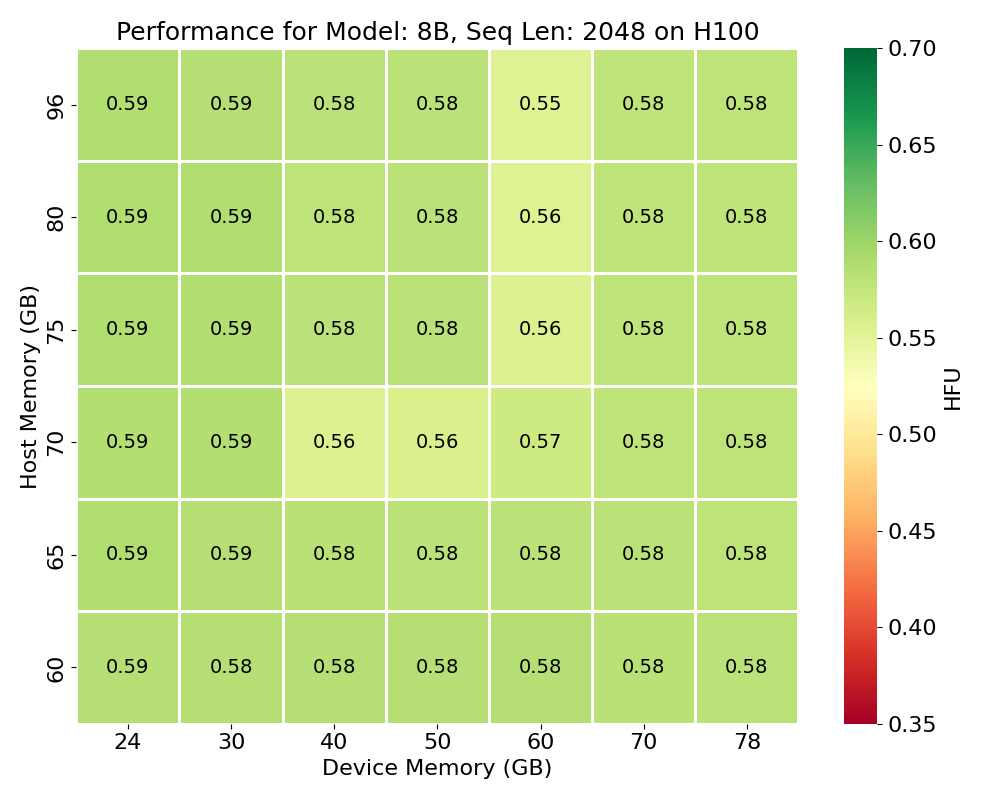 Performance for Model: 8B, Seq Len: 2048 on H100
96 0.59 0.59 0.58 0.58 0.55 0.58 0.58
80 0.59 0.59 0.58 0.58 0.56 0.58 0.58
75 0.59 0.59 0.58 0.58 0.56 0.58 0.58
70 0.59 0.59 0.56 0.56 0.57 0.58 0.58
65 0.59 0.59 0.58 0.58 0.58 0.58 0.58
60 0.59 0.58 0.58 0.58 0.58 0.58 0.58
24 30 40 50 60 70 78
Device Memory (GB)
Host Memory (GB)
0.70
0.65
0.60
0.55
0.50
0.45
0.40
0.35
HFU